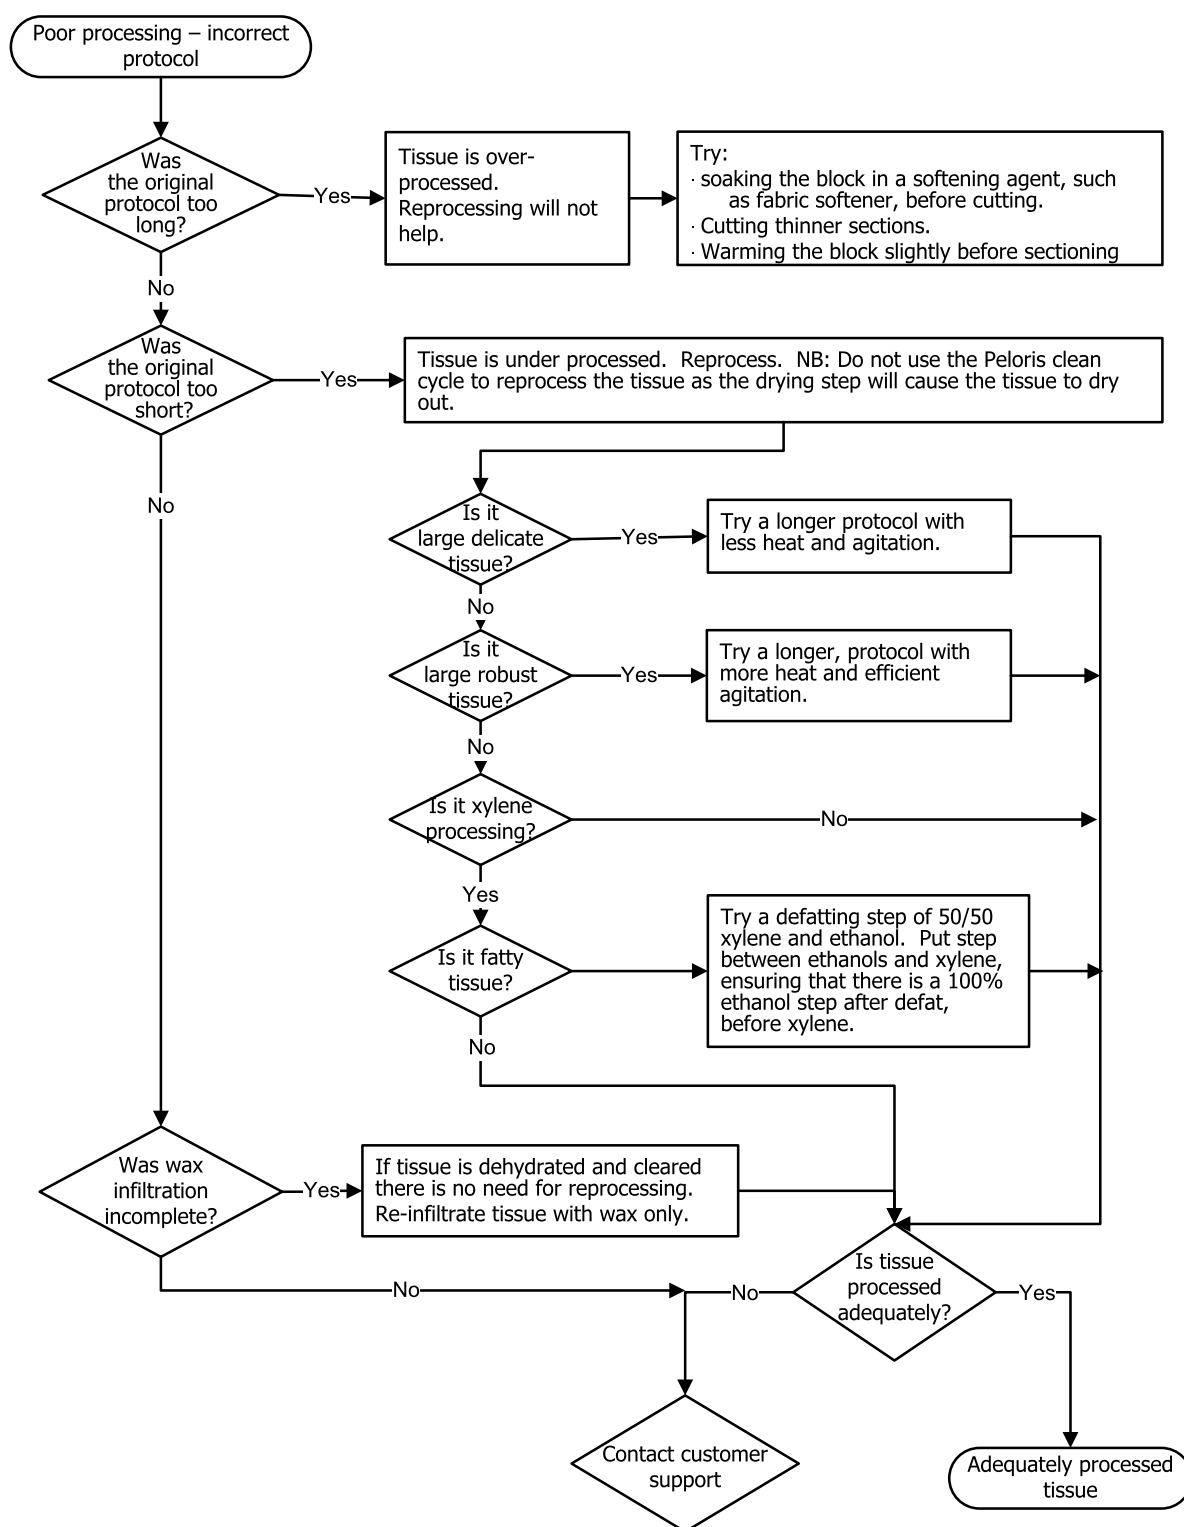 Poor processing – incorrect
protocol
Was
the original
protocol too
long?
Yes
Tissue is over-
processed.
Reprocessing will not
help.
Try:
· soaking the block in a softening agent, such
as fabric softener, before cutting.
· Cutting thinner sections.
· Warming the block slightly before sectioning
No
Was
the original
protocol too
short?
Yes
Tissue is under processed.  Reprocess.  NB: Do not use the Peloris clean
cycle to reprocess the tissue as the drying step will cause the tissue to dry
out.
No
Is it
large delicate
tissue?
Yes
Try a longer protocol with
less heat and agitation.
No
Is it
large robust
tissue?
Yes
Try a longer, protocol with
more heat and efficient
agitation.
No
Is it xylene
processing?
No
Yes
Is it fatty
tissue?
Try a defatting step of 50/50
xylene and ethanol.  Put step
between ethanols and xylene,
ensuring that there is a 100%
ethanol step after defat,
before xylene.
No
Was wax
infiltration
incomplete?
Yes
If tissue is dehydrated and cleared
there is no need for reprocessing.
Re-infiltrate tissue with wax only.
No
Is tissue
processed
adequately?
No
Yes
Contact customer
support
Adequately processed
tissue